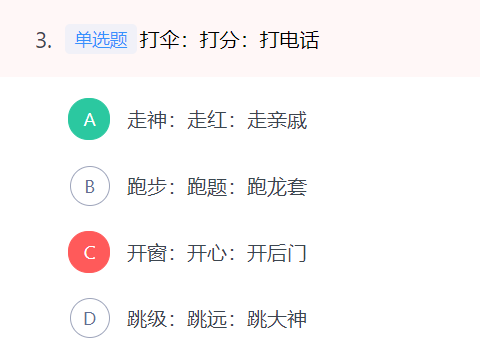 3. 单选题 打伞：打分：打电话
A 走神：走红：走亲戚
B 跑步：跑题：跑龙套
C 开窗：开心：开后门
D 跳级：跳远：跳大神